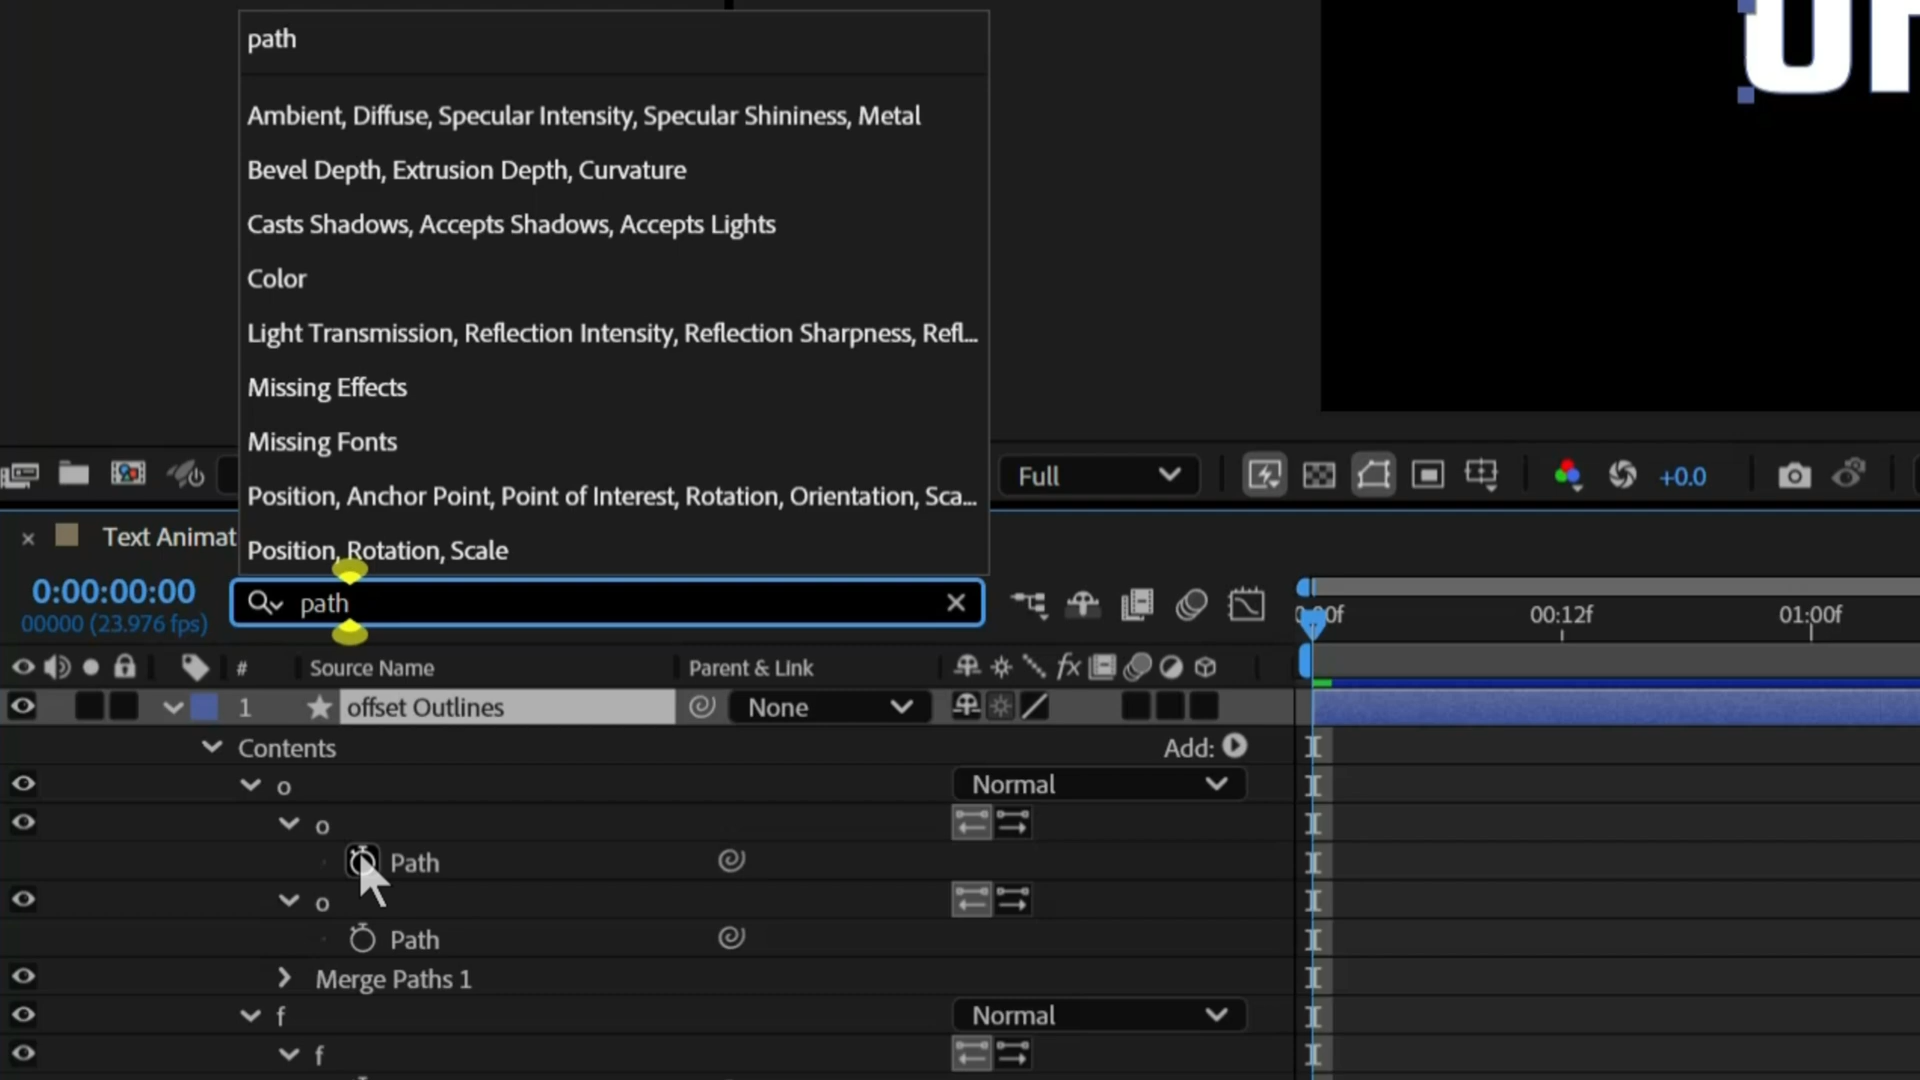 path
Ambient, Diffuse, Specular Intensity, Specular Shininess, Metal
Bevel Depth, Extrusion Depth, Curvature
Casts Shadows, Accepts Shadows, Accepts Lights
Color
Light Transmission, Reflection Intensity, Reflection Sharpness, Refl...
Missing Effects
Missing Fonts
Position, Anchor Point, Point of Interest, Rotation, Orientation, Sca...
Position, Rotation, Scale
Full
+0.0
Text Animat
0:00:00:00
00000 (23.976 fps)
path
00:12f
01:00f
# Source Name Parent & Link
fx
1 offset Outlines None
Contents Add:
o Normal
o
Path
o
Path
Merge Paths 1
f Normal
f